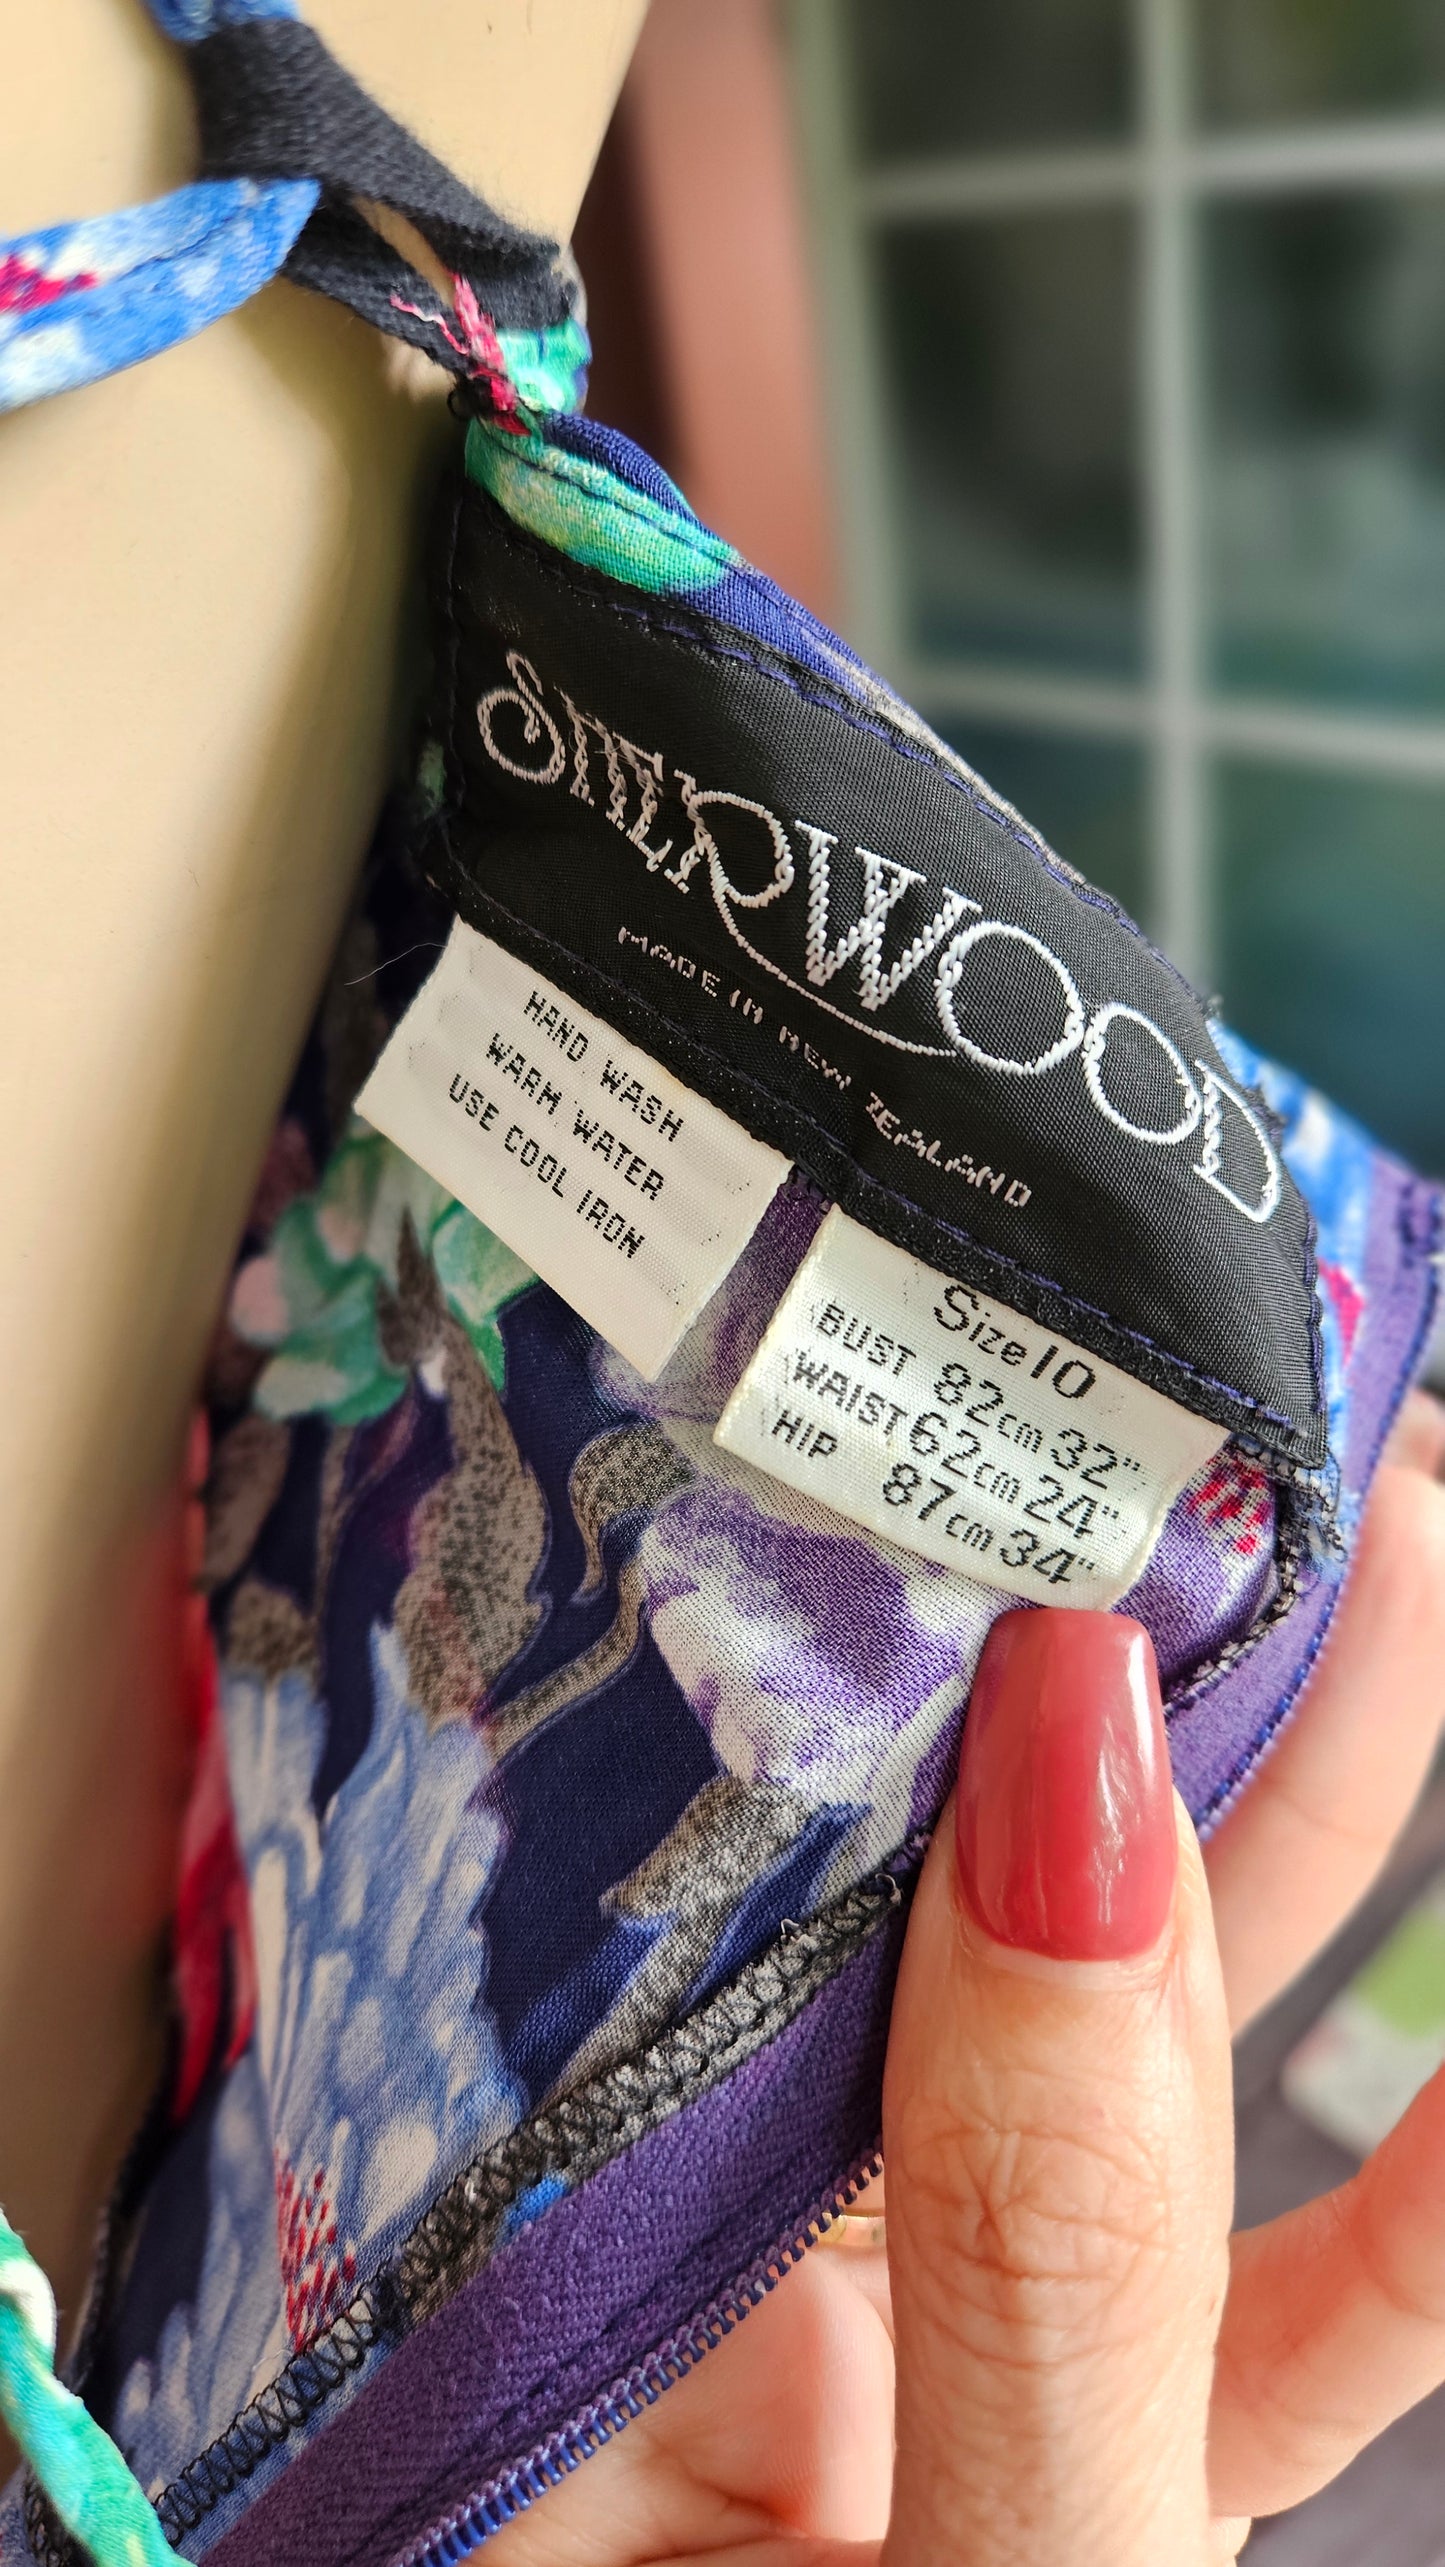 SHERWOOD
MADE IN NEW ZEALAND
HAND WASH
WARM WATER
USE COOL IRON
Size 10
BUST 82cm 32"
WAIST 62cm 24"
HIP 87cm 34"